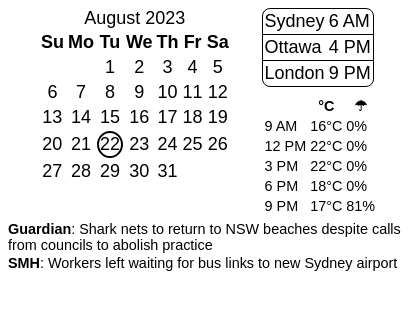 August 2023
Su Mo Tu We Th Fr Sa
1 2 3 4 5
6 7 8 9 10 11 12
13 14 15 16 17 18 19
20 21 22 23 24 25 26
27 28 29 30 31
Sydney 6 AM
Ottawa 4 PM
London 9 PM
°C ☂
9 AM 16°C 0%
12 PM 22°C 0%
3 PM 22°C 0%
6 PM 18°C 0%
9 PM 17°C 81%
Guardian: Shark nets to return to NSW beaches despite calls
from councils to abolish practice
SMH: Workers left waiting for bus links to new Sydney airport